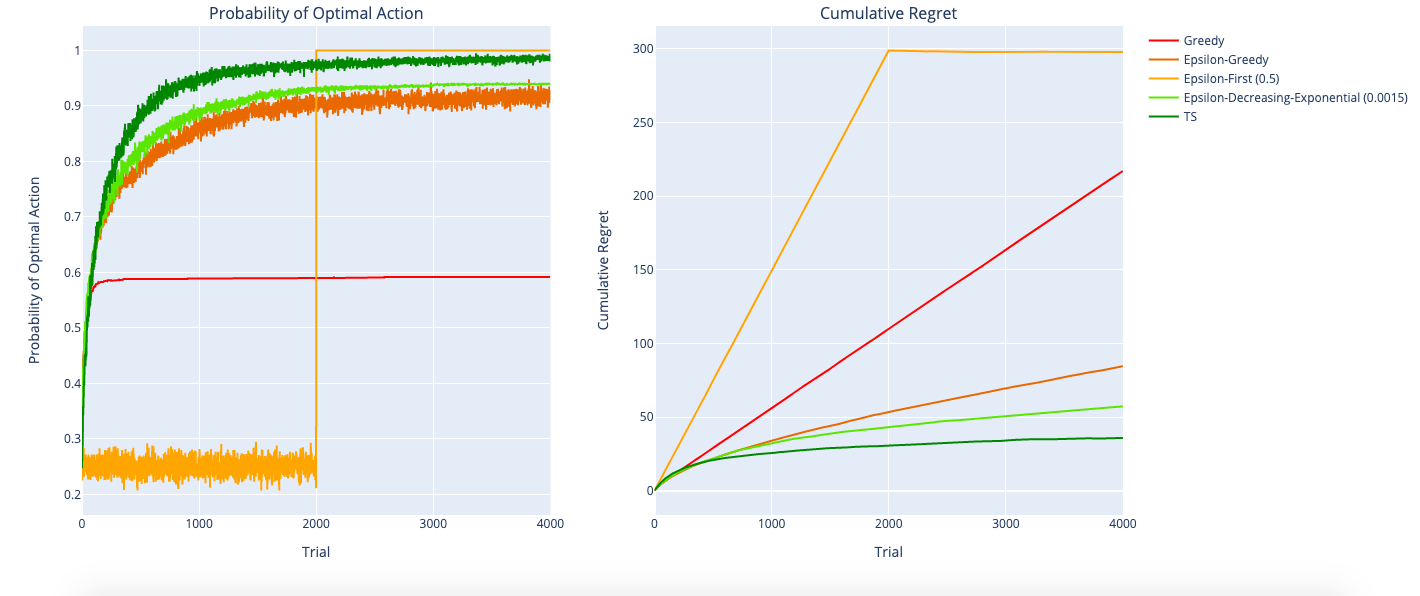 Probability of Optimal Action
Probability of Optimal Action
1
0.9
0.8
0.7
0.6
0.5
0.4
0.3
0.2
0
1000
2000
3000
4000
Trial
Cumulative Regret
Cumulative Regret
300
250
200
150
100
50
0
0
1000
2000
3000
4000
Trial
Greedy
Epsilon-Greedy
Epsilon-First (0.5)
Epsilon-Decreasing-Exponential (0.0015)
TS